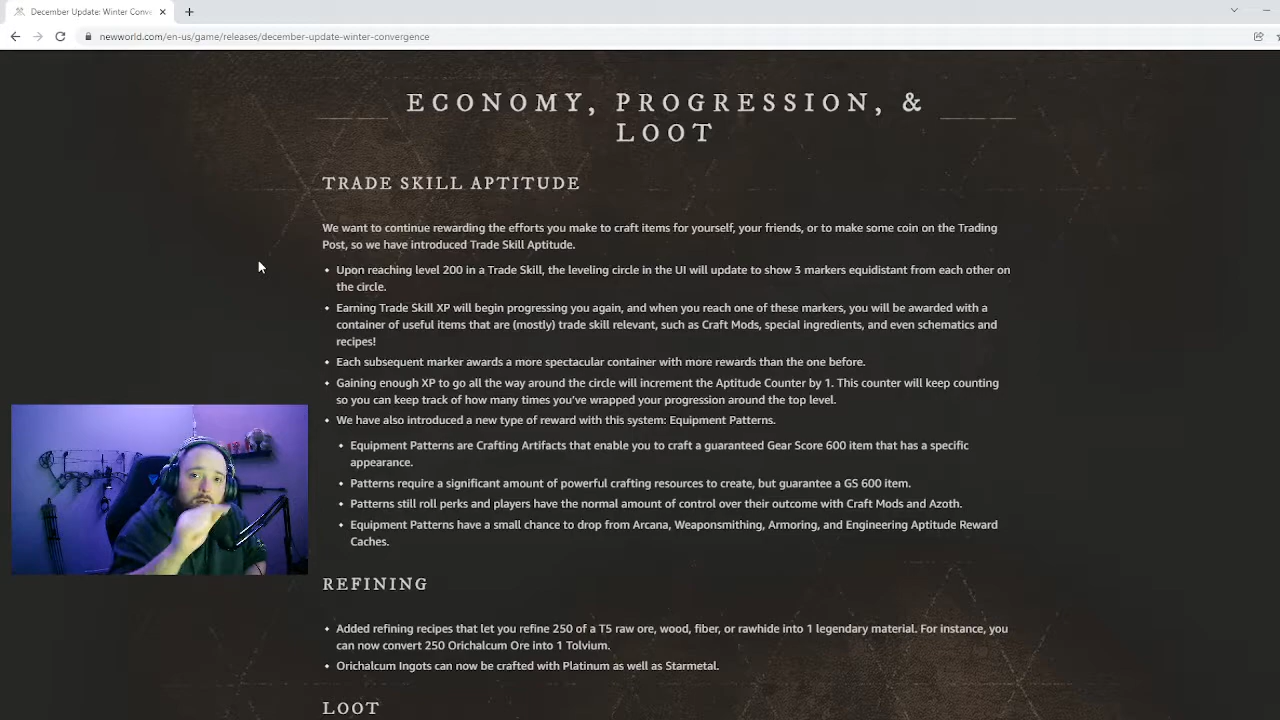 December Update: Winter Conve
newworld.com/en-us/game/releases/december-update-winter-convergence
ECONOMY, PROGRESSION, &
LOOT
TRADE SKILL APTITUDE
We want to continue rewarding the efforts you make to craft items for yourself, your friends, or to make some coin on the Trading
Post, so we have introduced Trade Skill Aptitude.
• Upon reaching level 200 in a Trade Skill, the leveling circle in the UI will update to show 3 markers equidistant from each other on
the circle.
• Earning Trade Skill XP will begin progressing you again, and when you reach one of these markers, you will be awarded with a
container of useful items that are (mostly) trade skill relevant, such as Craft Mods, special ingredients, and even schematics and
recipes!
• Each subsequent marker awards a more spectacular container with more rewards than the one before.
• Gaining enough XP to go all the way around the circle will increment the Aptitude Counter by 1. This counter will keep counting
so you can keep track of how many times you've wrapped your progression around the top level.
• We have also introduced a new type of reward with this system: Equipment Patterns.
• Equipment Patterns are Crafting Artifacts that enable you to craft a guaranteed Gear Score 600 item that has a specific
appearance.
• Patterns require a significant amount of powerful crafting resources to create, but guarantee a GS 600 item.
• Patterns still roll perks and players have the normal amount of control over their outcome with Craft Mods and Azoth.
• Equipment Patterns have a small chance to drop from Arcana, Weaponsmithing, Armoring, and Engineering Aptitude Reward
Caches.
REFINING
• Added refining recipes that let you refine 250 of a T5 raw ore, wood, fiber, or rawhide into 1 legendary material. For instance, you
can now convert 250 Orichalcum Ore into 1 Tolvium.
• Orichalcum Ingots can now be crafted with Platinum as well as Starmetal.
LOOT